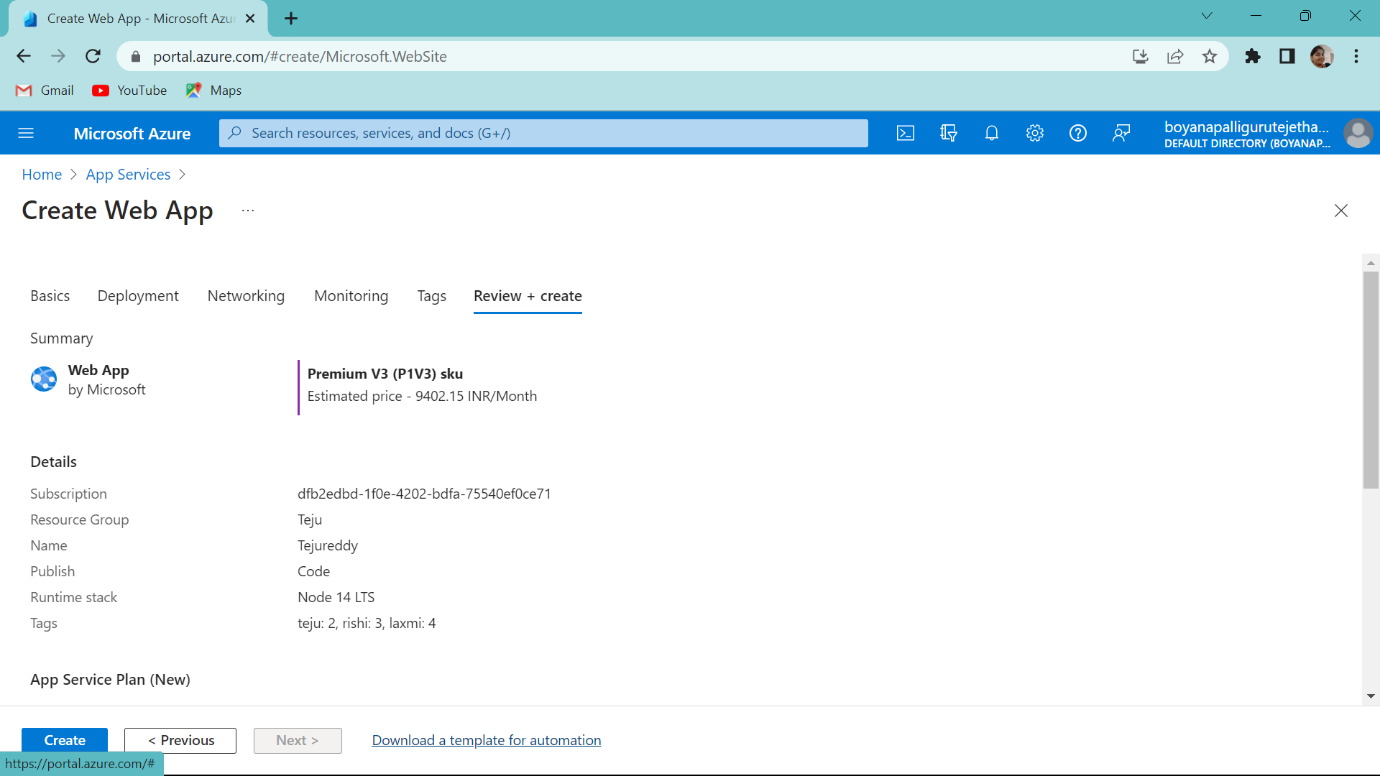 Create Web App - Microsoft Azu
portal.azure.com/#create/Microsoft.WebSite
Gmail YouTube Maps
Microsoft Azure Search resources, services, and docs (G+/) boyanapalligurutejetha...
DEFAULT DIRECTORY (BOYANAP...
Home > App Services >
Create Web App ...
Basics Deployment Networking Monitoring Tags Review + create
Summary
Web App
by Microsoft
Premium V3 (P1V3) sku
Estimated price - 9402.15 INR/Month
Details
Subscription dfb2edbd-1f0e-4202-bdfa-75540ef0ce71
Resource Group Teju
Name Tejureddy
Publish Code
Runtime stack Node 14 LTS
Tags teju: 2, rishi: 3, laxmi: 4
App Service Plan (New)
Create < Previous Next > Download a template for automation
https://portal.azure.com/#